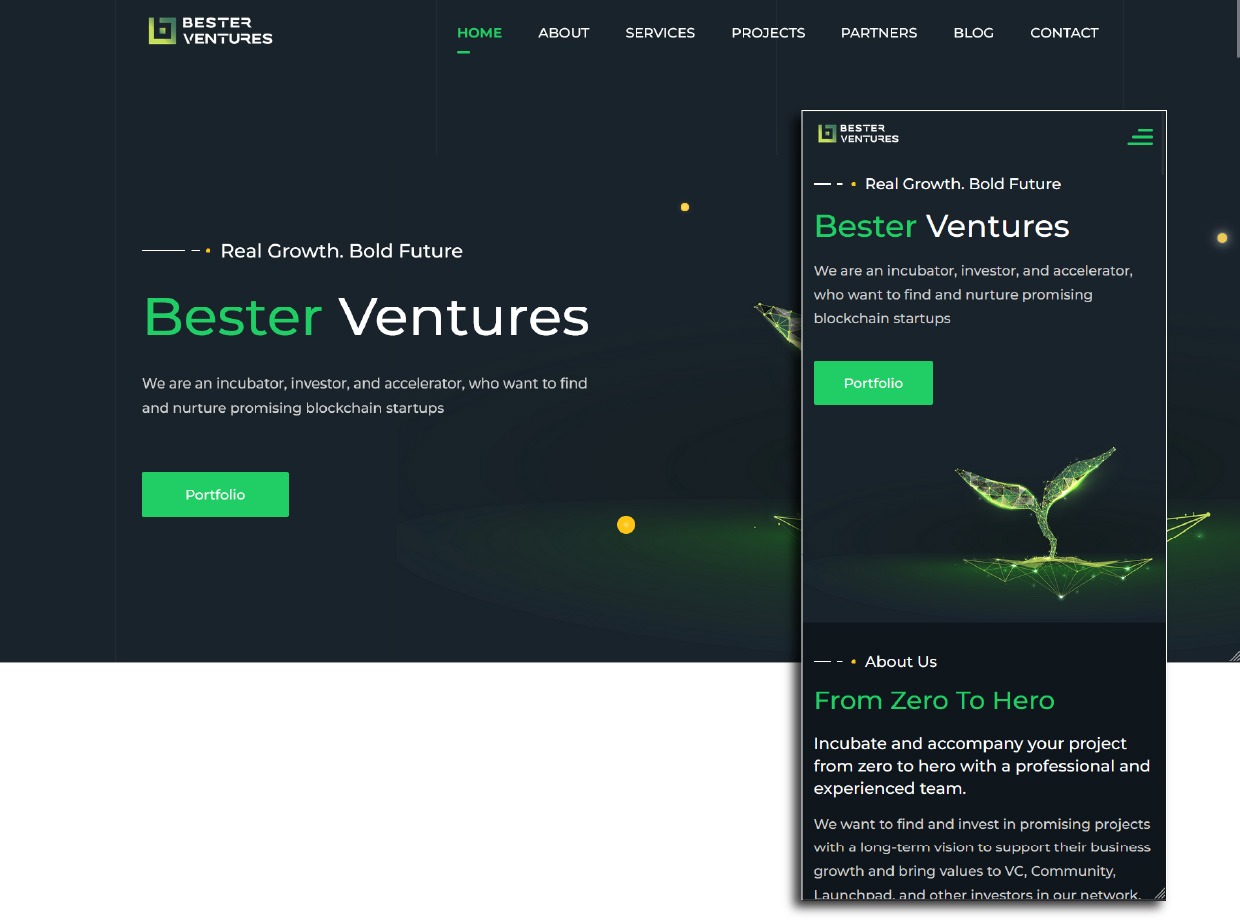 BESTER
VENTURES
HOME
ABOUT
SERVICES
PROJECTS
PARTNERS
BLOG
CONTACT
Real Growth. Bold Future
Bester Ventures
We are an incubator, investor, and accelerator, who want to find
and nurture promising blockchain startups
Portfolio
BESTER
VENTURES
Real Growth. Bold Future
Bester Ventures
We are an incubator, investor, and accelerator,
who want to find and nurture promising
blockchain startups
Portfolio
About Us
From Zero To Hero
Incubate and accompany your project
from zero to hero with a professional and
experienced team.
We want to find and invest in promising projects
with a long-term vision to support their business
growth and bring values to VC, Community,
Launchpad, and other investors in our network.